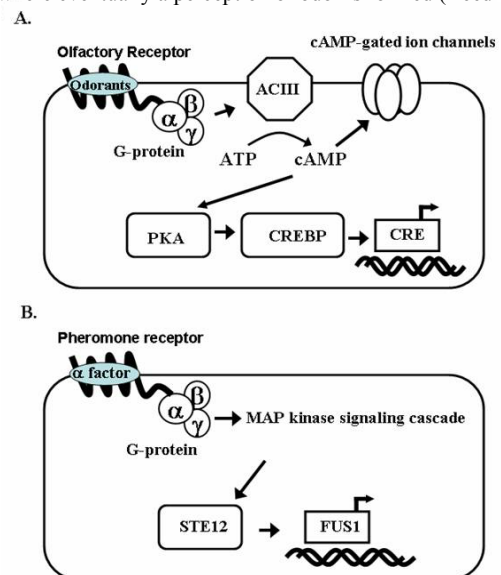 A.
Olfactory Receptor
cAMP-gated ion channels
Odorants
ACIII
α β γ
G-protein
ATP cAMP
PKA CREBP CRE
B.
Pheromone receptor
α factor
α β γ
MAP kinase signaling cascade
G-protein
STE12 FUS1